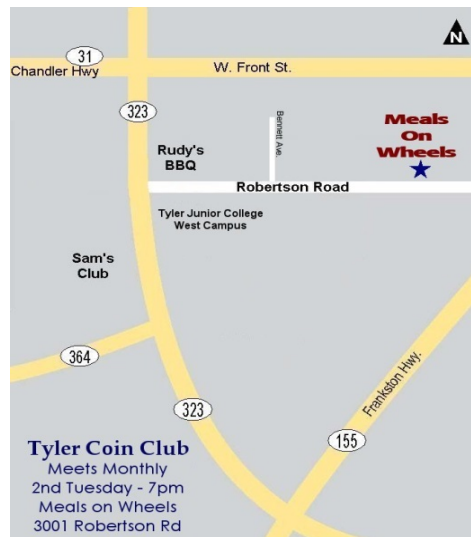 N
31
Chandler Hwy
W. Front St.
323
Rudy's
BBQ
Bennett Ave.
Meals
On
Wheels
Robertson Road
Tyler Junior College
West Campus
Sam's
Club
364
323
Frankston Hwy.
155
Tyler Coin Club
Meets Monthly
2nd Tuesday - 7pm
Meals on Wheels
3001 Robertson Rd